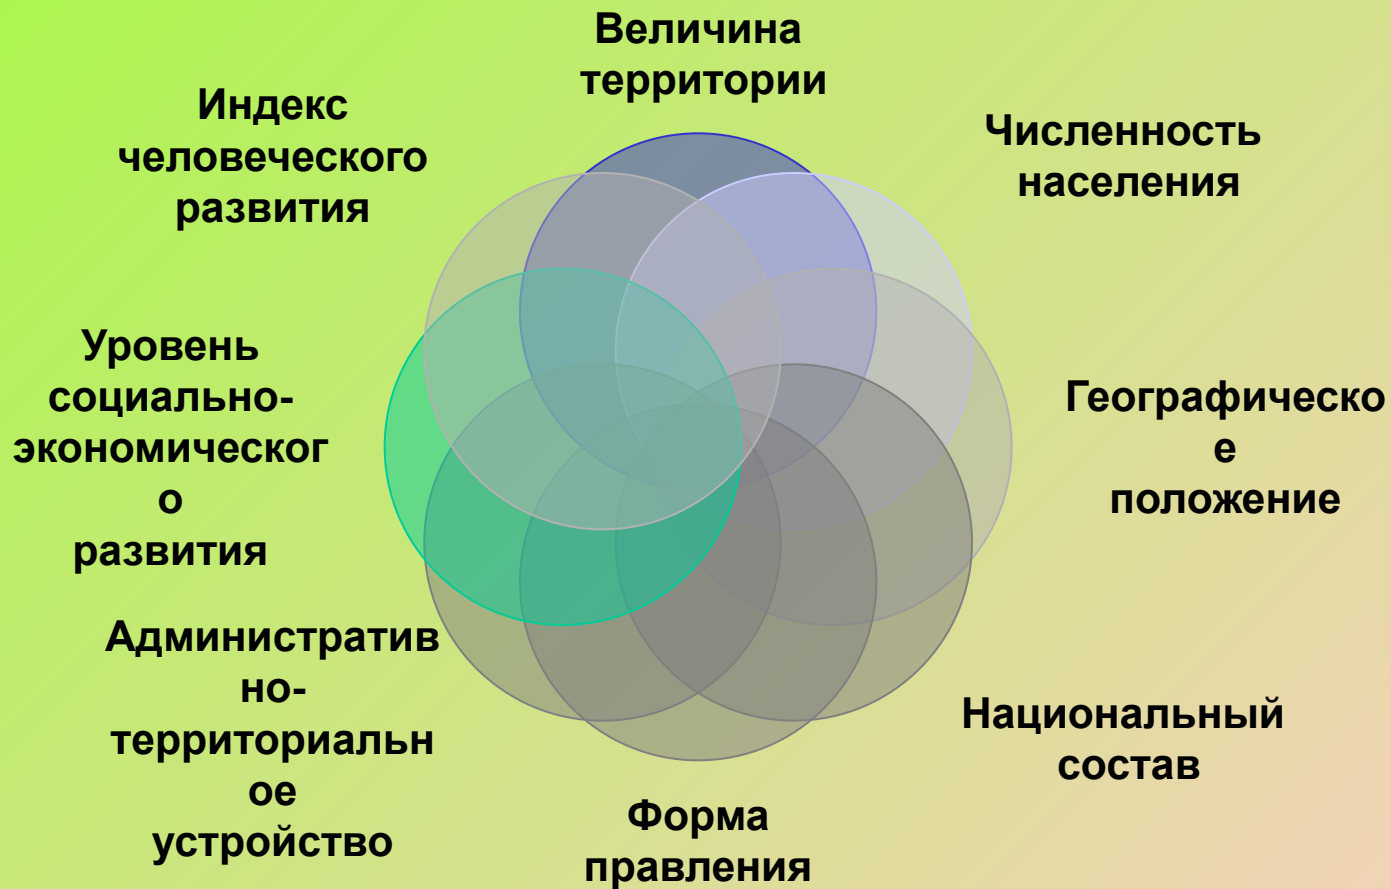 Величина
территории
Численность
населения
Географическо
е
положение
Национальный
состав
Форма
правления
Административ
но-
территориальн
ое
устройство
Уровень
социально-
экономическог
о
развития
Индекс
человеческого
развития